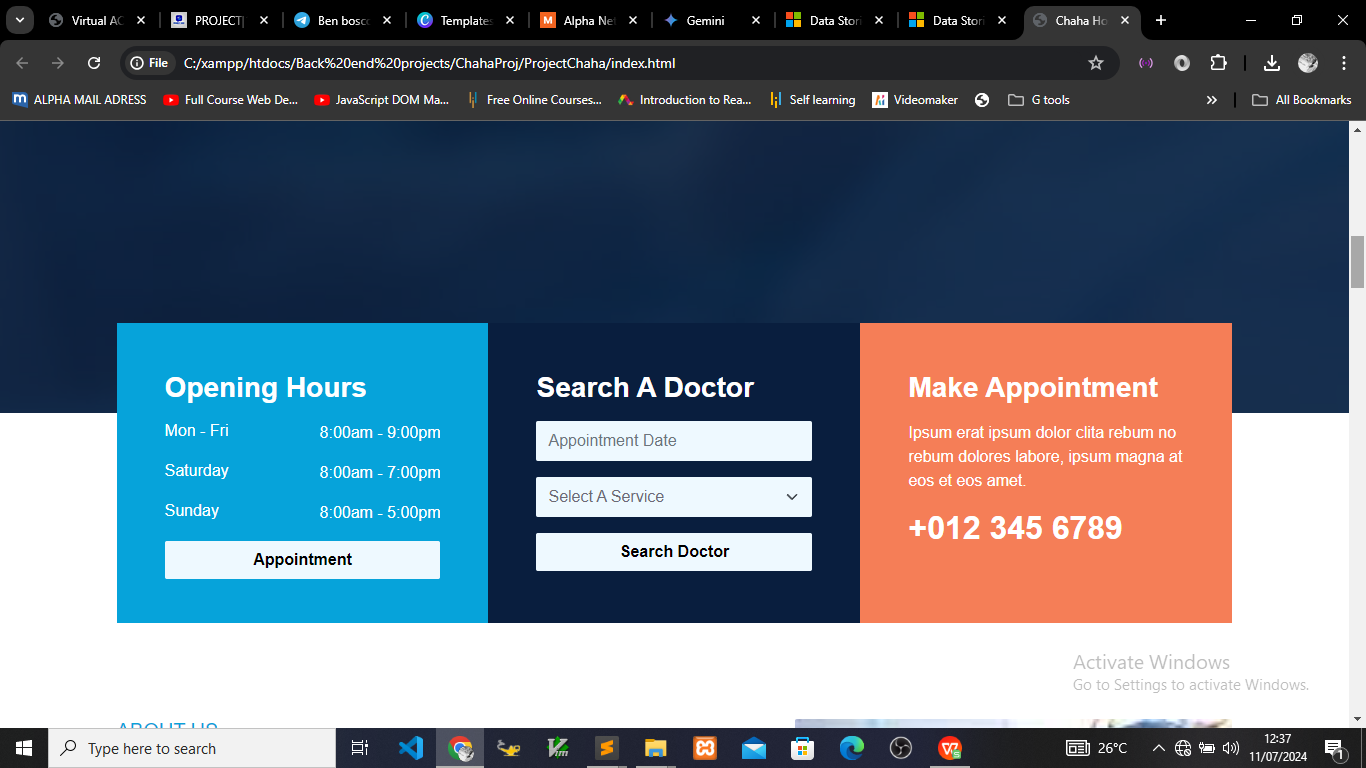 Virtual AC
PROJECT|
Ben bosco
Templates
Alpha Net
Gemini
Data Stori
Data Stori
Chaha Ho
File
C:/xampp/htdocs/Back%20end%20projects/ChahaProj/ProjectChaha/index.html
ALPHA MAIL ADRESS
Full Course Web De...
JavaScript DOM Ma...
Free Online Courses...
Introduction to Rea...
Self learning
Videomaker
G tools
All Bookmarks
Opening Hours
Mon - Fri 8:00am - 9:00pm
Saturday 8:00am - 7:00pm
Sunday 8:00am - 5:00pm
Appointment
Search A Doctor
Appointment Date
Select A Service
Search Doctor
Make Appointment
Ipsum erat ipsum dolor clita rebum no
rebum dolores labore, ipsum magna at
eos et eos amet.
+012 345 6789
Activate Windows
Go to Settings to activate Windows.
ABOUT US
Type here to search
26°C
12:37
11/07/2024
1